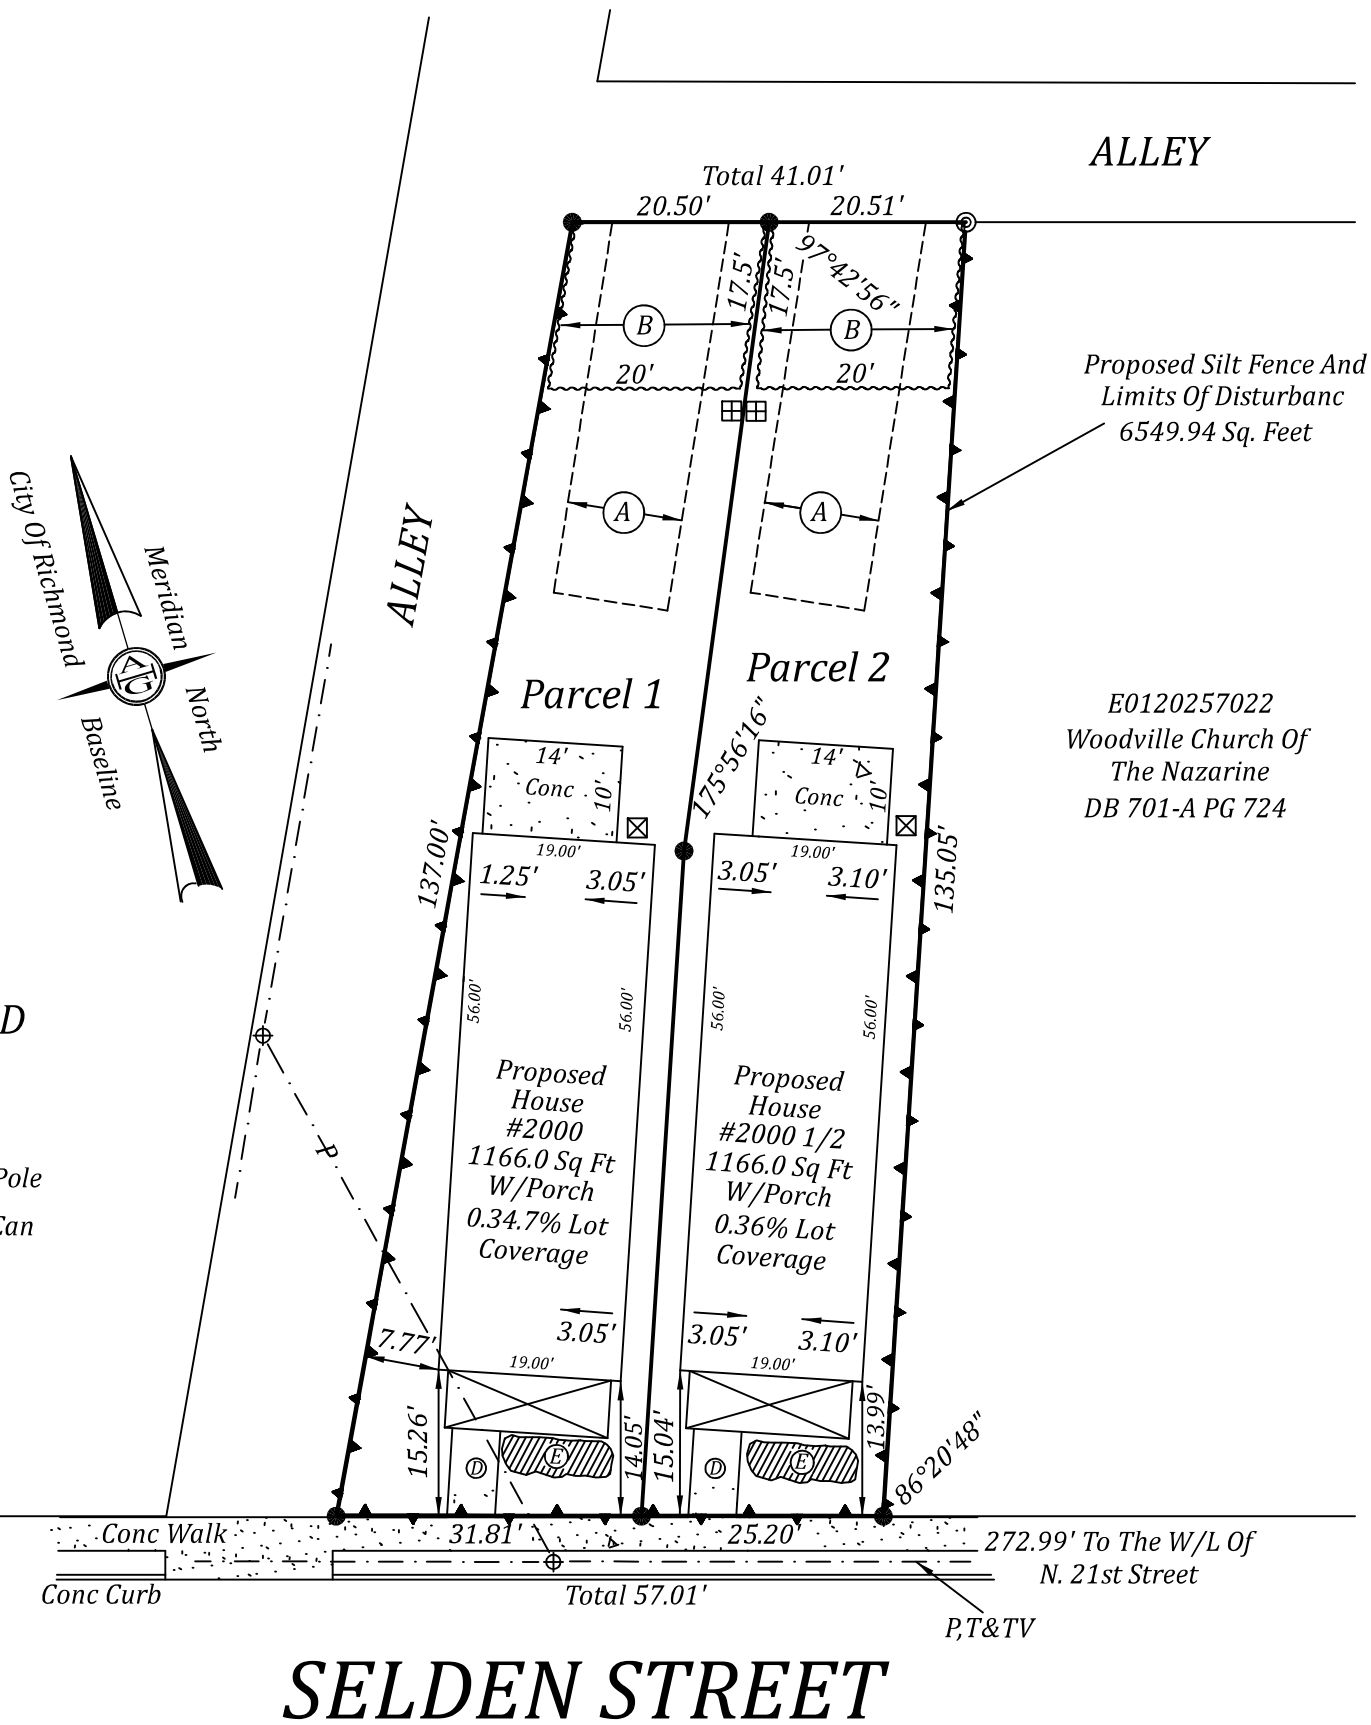 ALLEY
Total 41.01'
20.50'
20.51'
97°42'56"
17.5'
17.5'
B
B
20'
20'
Proposed Silt Fence And
Limits Of Disturbanc
6549.94 Sq. Feet
A
A
ALLEY
City Of Richmond
Meridian
North
Baseline
ATG
Parcel 1
Parcel 2
175°56'16"
E0120257022
Woodville Church Of
The Nazarine
DB 701-A PG 724
14'
Conc
10'
14'
Conc
10'
137.00'
135.05'
19.00'
19.00'
1.25'
3.05'
3.05'
3.10'
56.00'
56.00'
56.00'
56.00'
D
Proposed
House
#2000
1166.0 Sq Ft
W/Porch
0.34.7% Lot
Coverage
Proposed
House
#2000 1/2
1166.0 Sq Ft
W/Porch
0.36% Lot
Coverage
P
Pole
Can
3.05'
3.05'
3.10'
7.77'
19.00'
19.00'
15.26'
14.05'
15.04'
13.99'
D
E
D
E
86°20'48"
Conc Walk
31.81'
25.20'
272.99' To The W/L Of
N. 21st Street
Conc Curb
Total 57.01'
P,T&TV
SELDEN STREET